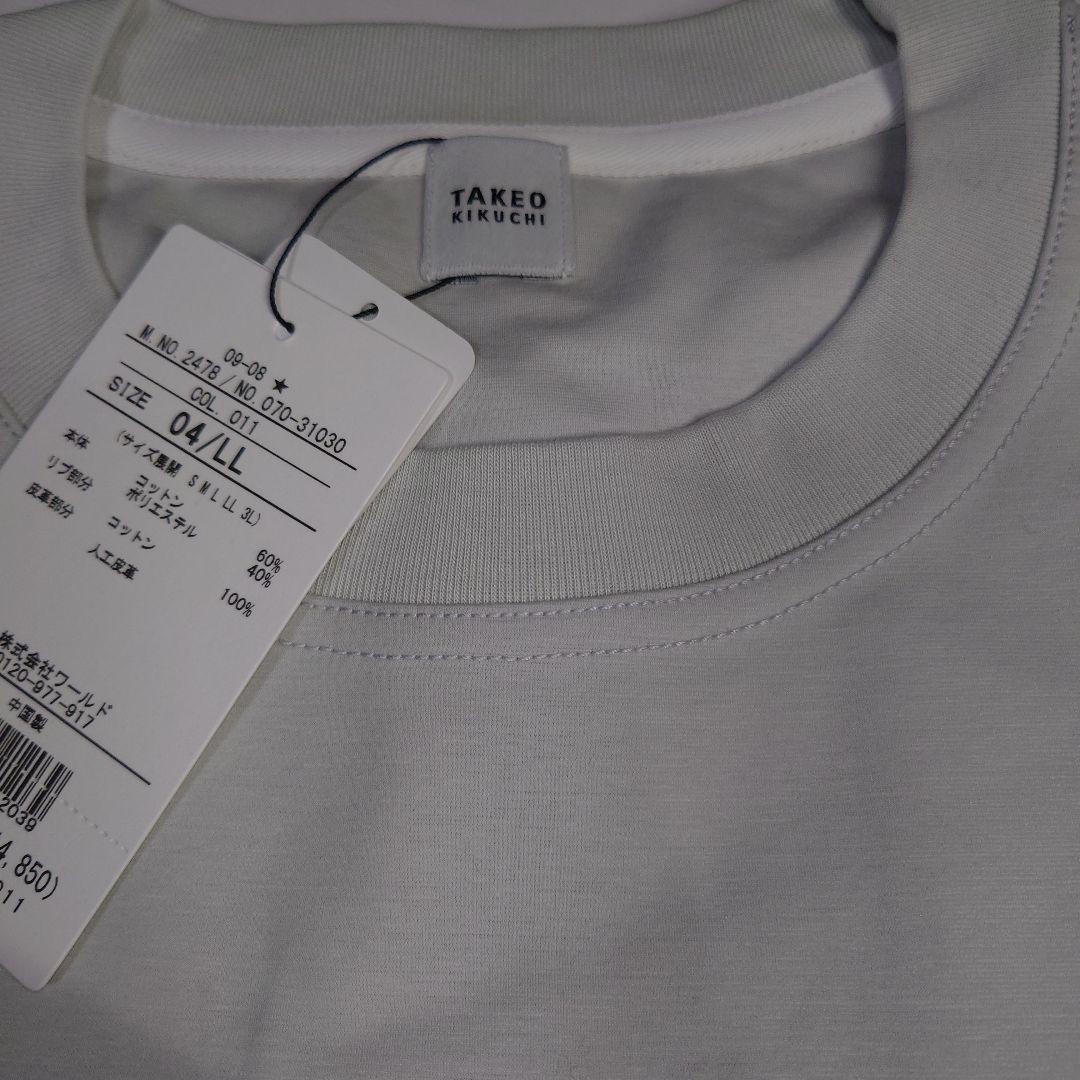 TAKEO
KIKUCHI
09-08 ★
M.NO.2478 / NO.070-31030
COL. 011
SIZE 04/LL
(サイズ展開 S M L LL 3L)
本体 コットン 60%
ポリエステル 40%
リブ部分 コットン 100%
皮革部分 人工皮革
株式会社ワールド
0120-977-917
中国製
2039
4,850)
11